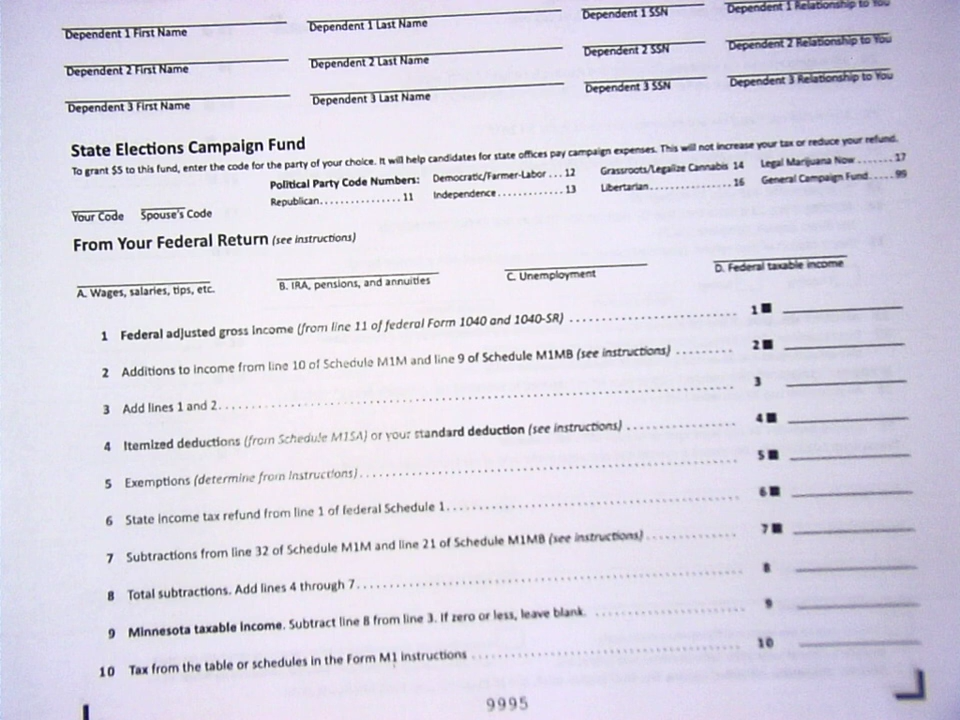 Dependent 1 First Name Dependent 1 Last Name Dependent 1 SSN Dependent 1 Relationship to You
Dependent 2 First Name Dependent 2 Last Name Dependent 2 SSN Dependent 2 Relationship to You
Dependent 3 First Name Dependent 3 Last Name Dependent 3 SSN Dependent 3 Relationship to You
State Elections Campaign Fund
To grant $5 to this fund, enter the code for the party of your choice. It will help candidates for state offices pay campaign expenses. This will not increase your tax or reduce your refund.
Political Party Code Numbers: Democratic/Farmer-Labor . . . 12 Grassroots/Legalize Cannabis 14 Legal Marijuana Now . . . . . . . 17
Republican. . . . . . . . . . . . . . . 11 Independence . . . . . . . . . . . . 13 Libertarian . . . . . . . . . . . . . . . 16 General Campaign Fund. . . . . 99
Your Code Spouse's Code
From Your Federal Return (see instructions)
A. Wages, salaries, tips, etc. B. IRA, pensions, and annuities C. Unemployment D. Federal taxable income
1 Federal adjusted gross income (from line 11 of federal Form 1040 and 1040-SR) . . . . . . . . . . 1 ■
2 Additions to income from line 10 of Schedule M1M and line 9 of Schedule M1MB (see instructions) . . . . . . . . . 2 ■
3 Add lines 1 and 2. . . . . . . . . . 3
4 Itemized deductions (from Schedule M1SA) or your standard deduction (see instructions) . . . . . . . . . . 4 ■
5 Exemptions (determine from instructions) . . . . . . . . . . 5 ■
6 State income tax refund from line 1 of federal Schedule 1. . . . . . . . . . 6 ■
7 Subtractions from line 32 of Schedule M1M and line 21 of Schedule M1MB (see instructions) . . . . . . . . . . 7 ■
8 Total subtractions. Add lines 4 through 7. . . . . . . . . . 8
9 Minnesota taxable income. Subtract line 8 from line 3. If zero or less, leave blank. . . . . . . . . . 9
10 Tax from the table or schedules in the Form M1 instructions . . . . . . . . . . 10
9995